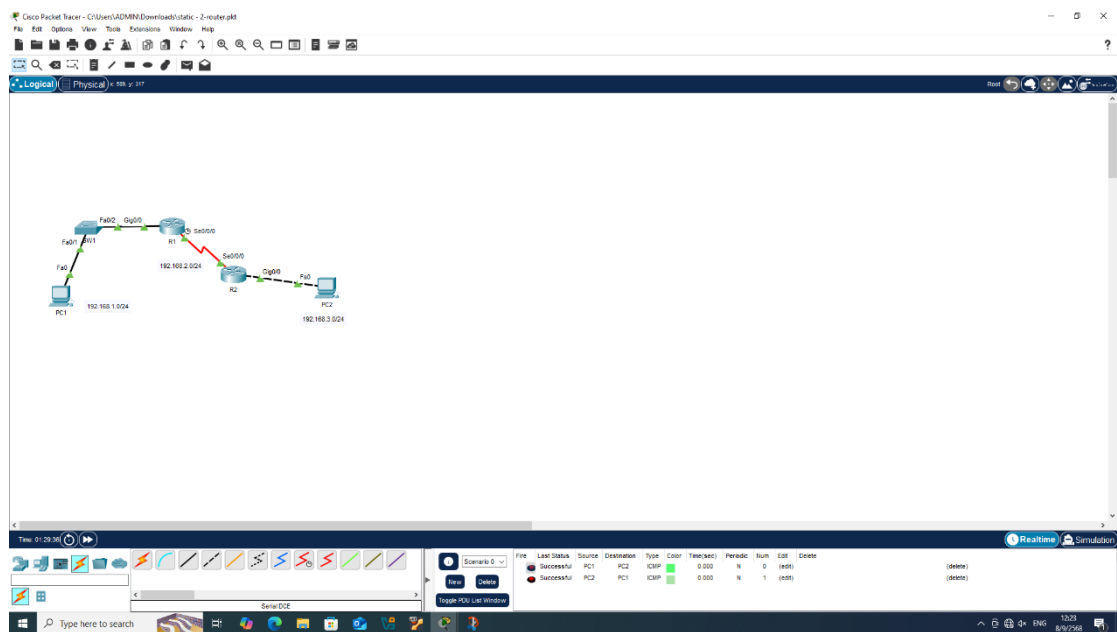 Cisco Packet Tracer - C:\Users\ADMIN\Downloads\static - 2-router.pkt
File Edit Options View Tools Extensions Window Help
?
Logical Physical
Root
Fa0/2 Gig0/0
Fa0/1 SW1 R1 Se0/0/0
Se0/0/0
Fa0 192.168.2.0/24
Gig0/0 Fa0
R2
192.168.1.0/24 PC2
PC1
192.168.3.0/24
Time: 01:29:36
Realtime Simulation
Scenario 0
New Delete
Toggle PDU List Window
Fire Last Status Source Destination Type Color Time(sec) Periodic Num Edit Delete
Successful PC1 PC2 ICMP 0.000 N 0 (edit) (delete)
Successful PC2 PC1 ICMP 0.000 N 1 (edit) (delete)
Serial DCE
Type here to search
ENG
12:23
8/9/2568